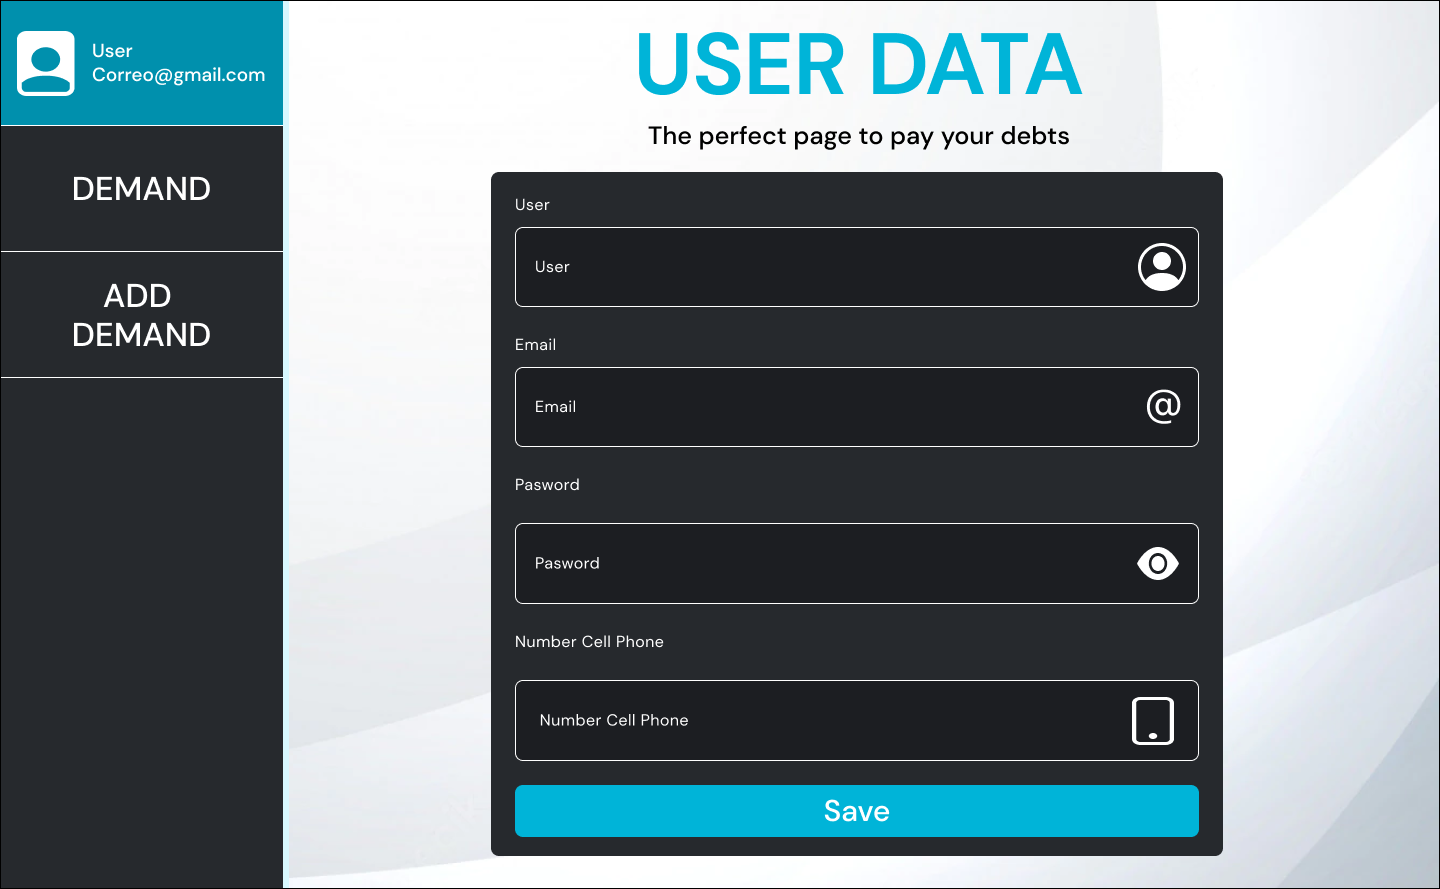 User
Correo@gmail.com
DEMAND
ADD
DEMAND
USER DATA
The perfect page to pay your debts
User
User
Email
Email
@
Pasword
Pasword
Number Cell Phone
Number Cell Phone
Save